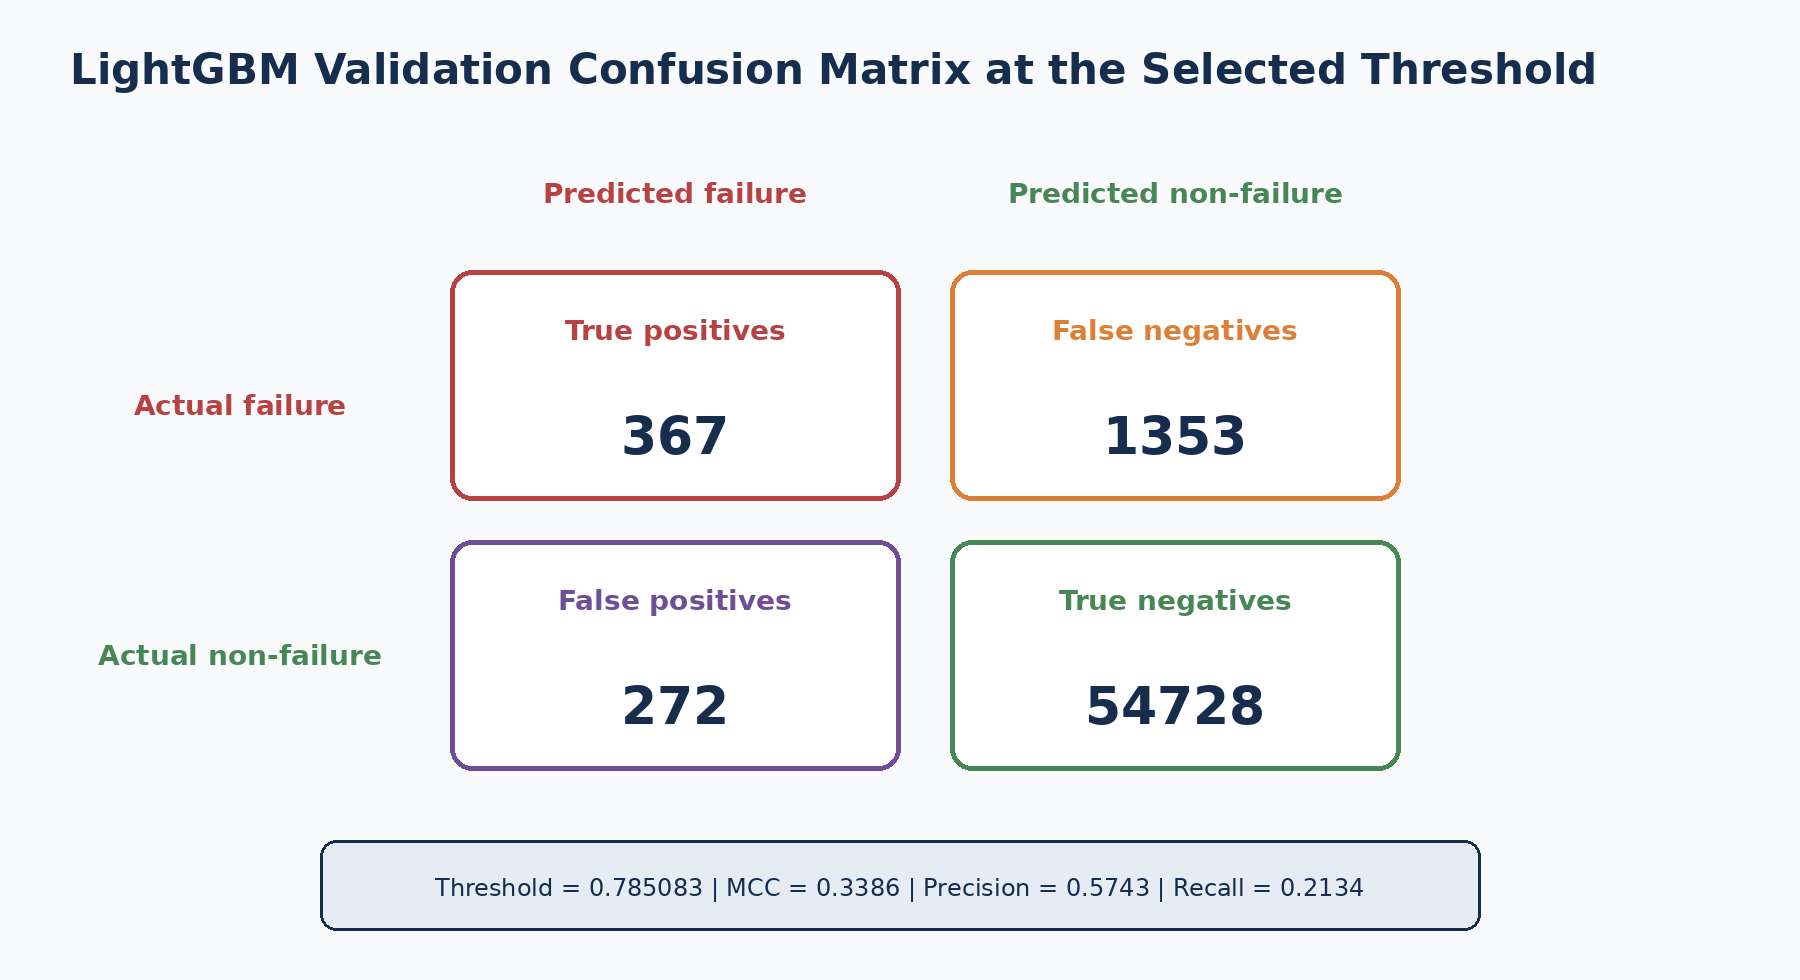 LightGBM Validation Confusion Matrix at the Selected Threshold
Predicted failure
Predicted non-failure
Actual failure
True positives
367
False negatives
1353
Actual non-failure
False positives
272
True negatives
54728
Threshold = 0.785083 | MCC = 0.3386 | Precision = 0.5743 | Recall = 0.2134